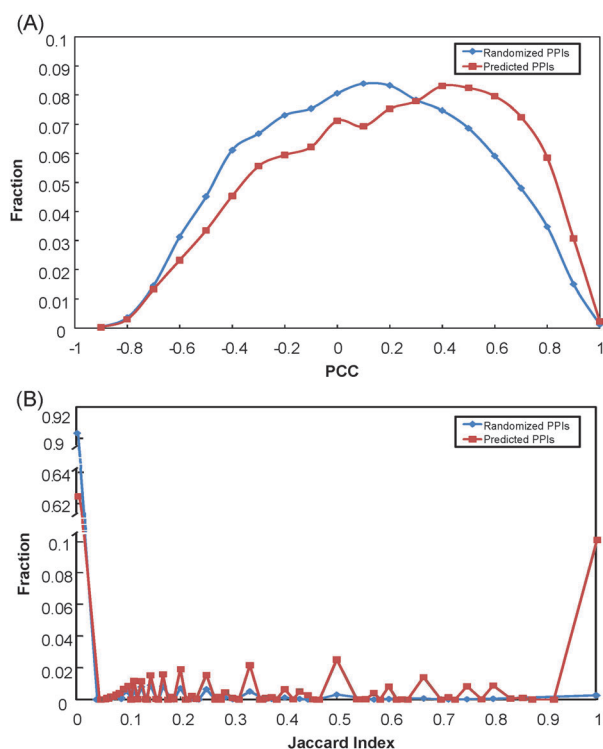 (A)
0.1
0.09
0.08
0.07
0.06
0.05
0.04
0.03
0.02
0.01
0
Fraction
Randomized PPIs
Predicted PPIs
-1 -0.8 -0.6 -0.4 -0.2 0 0.2 0.4 0.6 0.8 1
PCC
(B)
0.92
0.9
0.64
0.62
0.1
0.08
0.06
0.04
0.02
0
Fraction
Randomized PPIs
Predicted PPIs
0 0.1 0.2 0.3 0.4 0.5 0.6 0.7 0.8 0.9 1
Jaccard Index